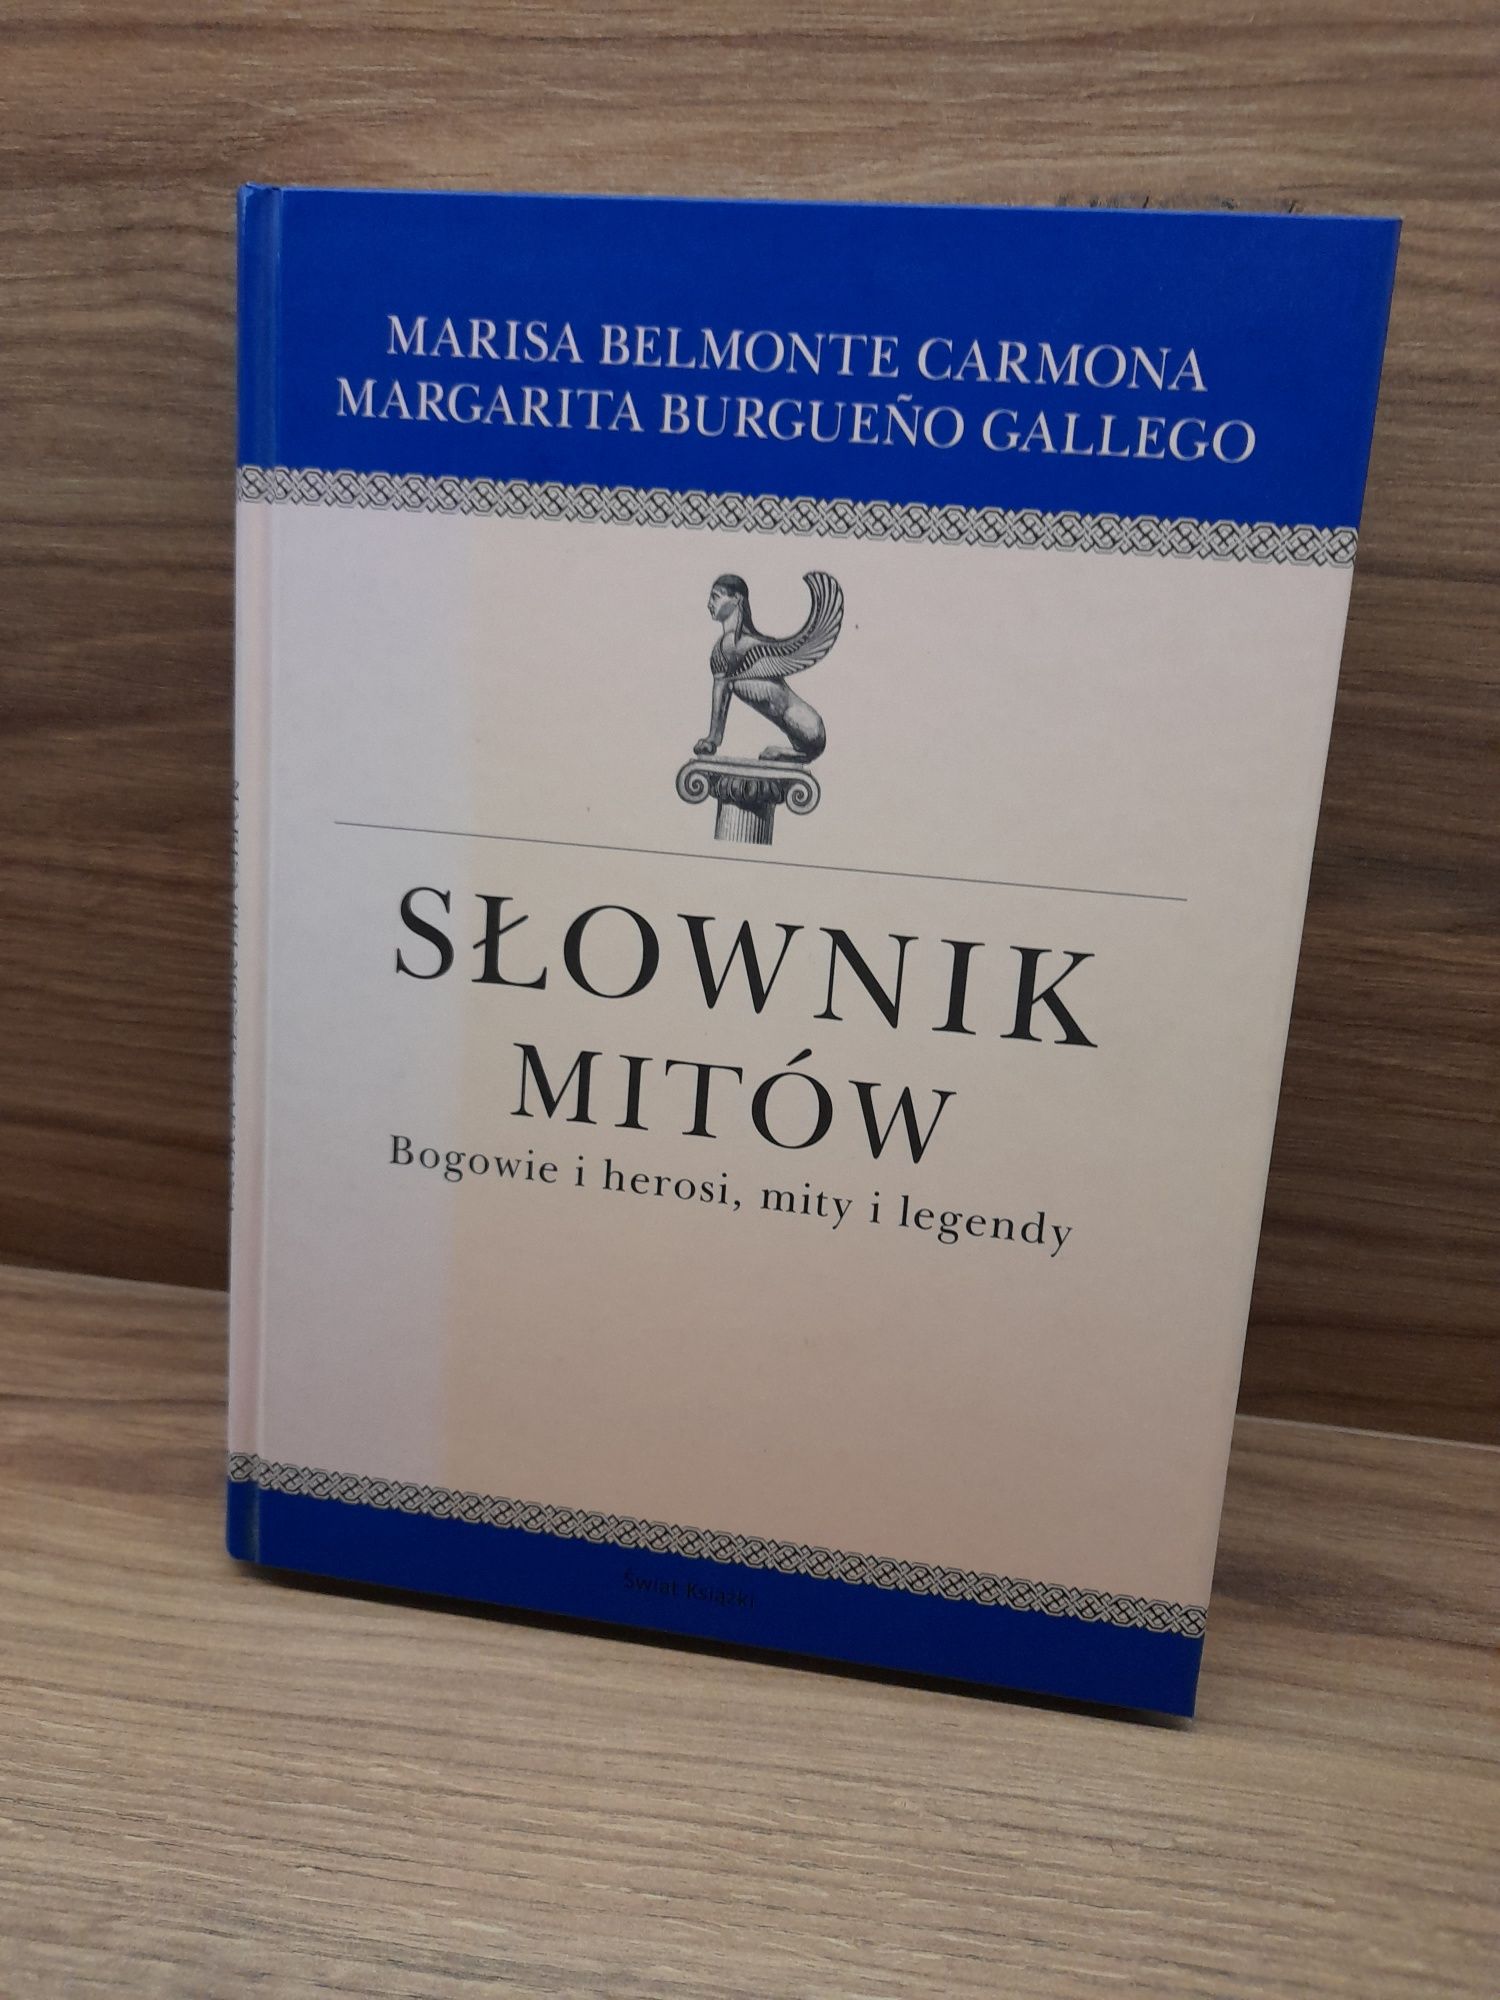 MARISA BELMONTE CARMONA
MARGARITA BURGUEÑO GALLEGO
SŁOWNIK
MITÓW
Bogowie i herosi, mity i legendy
Świat Książki